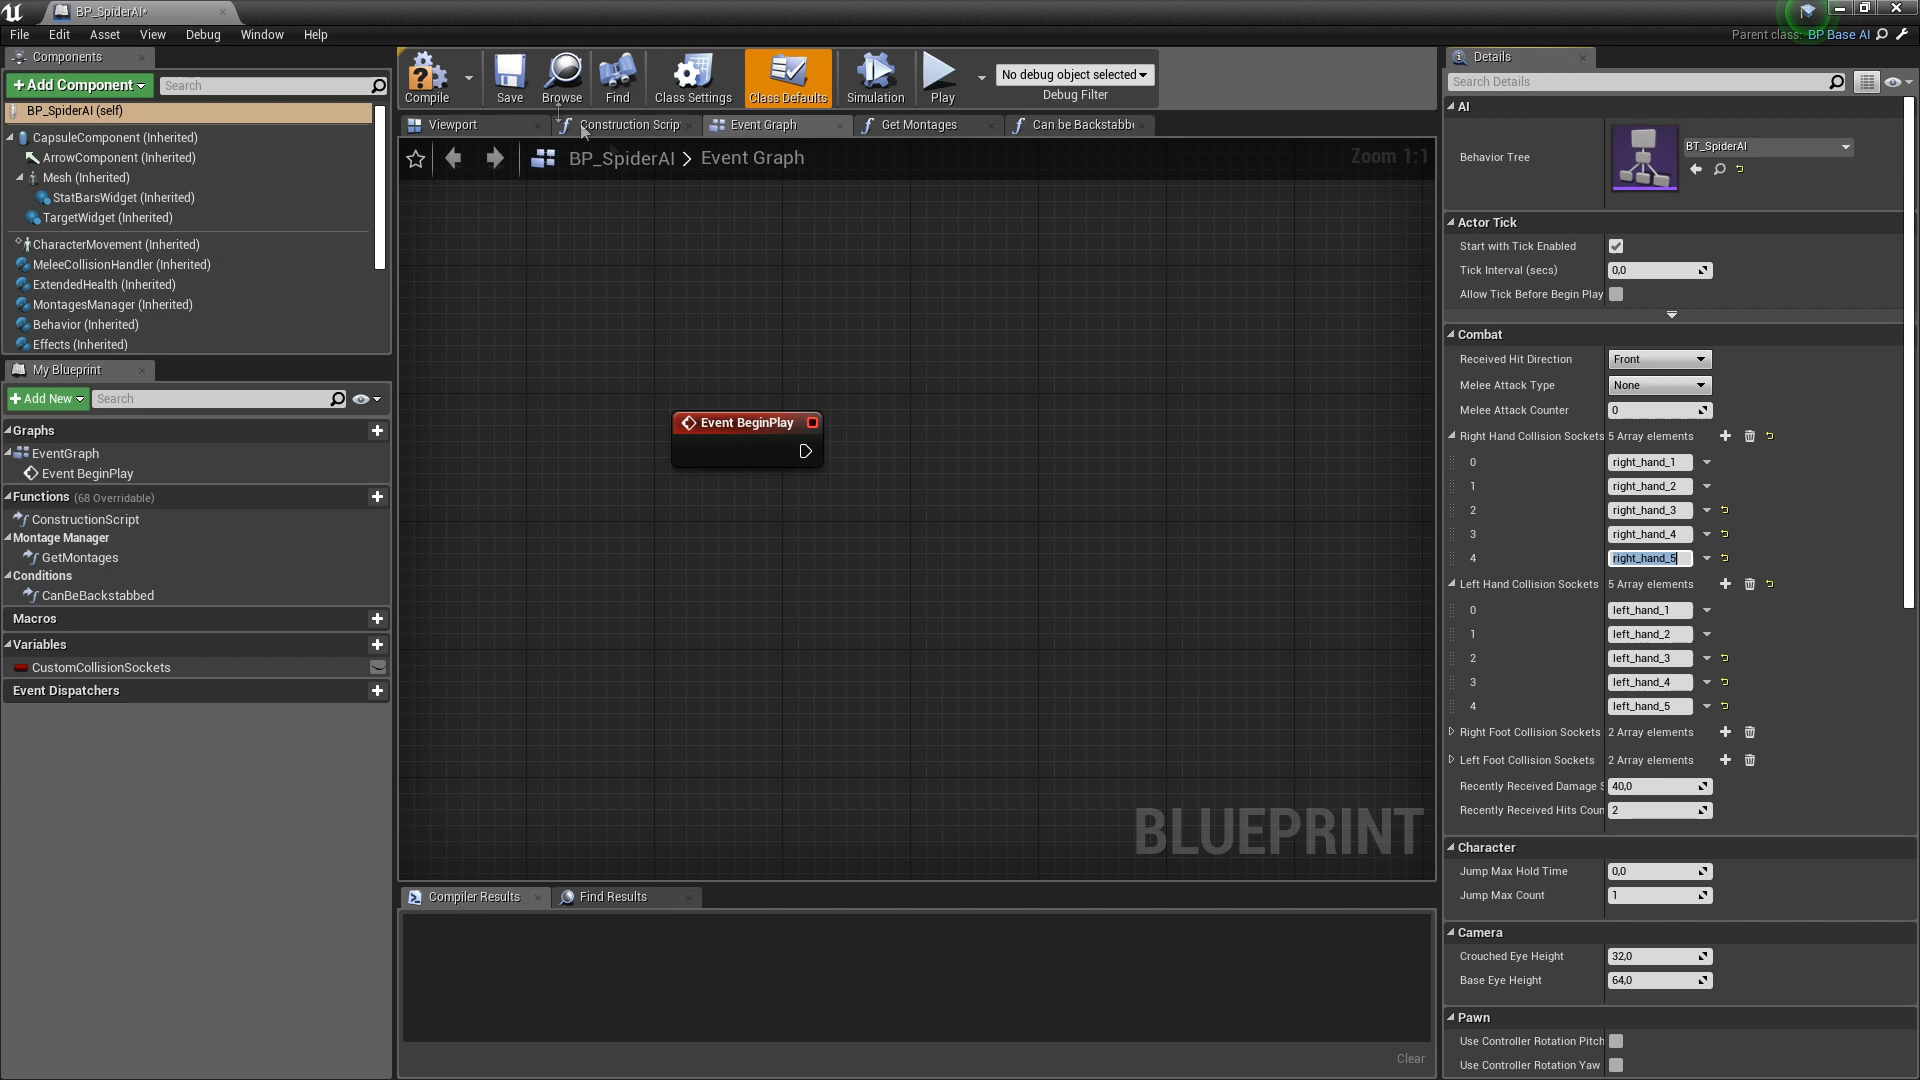 BP_SpiderAI*
File Edit Asset View Debug Window Help
Parent class: BP Base AI
Components
+ Add Component
Search
BP_SpiderAI (self)
CapsuleComponent (Inherited)
ArrowComponent (Inherited)
Mesh (Inherited)
StatBarsWidget (Inherited)
TargetWidget (Inherited)
CharacterMovement (Inherited)
MeleeCollisionHandler (Inherited)
ExtendedHealth (Inherited)
MontagesManager (Inherited)
Behavior (Inherited)
Effects (Inherited)
My Blueprint
+ Add New
Search
Graphs
EventGraph
Event BeginPlay
Functions (68 Overridable)
ConstructionScript
Montage Manager
GetMontages
Conditions
CanBeBackstabbed
Macros
Variables
CustomCollisionSockets
Event Dispatchers
Compile Save Browse Find Class Settings Class Defaults Simulation Play
No debug object selected
Debug Filter
Viewport Construction Scrip Event Graph Get Montages Can be Backstabb
BP_SpiderAI > Event Graph
Zoom 1:1
Event BeginPlay
BLUEPRINT
Compiler Results Find Results
Clear
Details
Search Details
AI
Behavior Tree BT_SpiderAI
Actor Tick
Start with Tick Enabled
Tick Interval (secs) 0,0
Allow Tick Before Begin Play
Combat
Received Hit Direction Front
Melee Attack Type None
Melee Attack Counter 0
Right Hand Collision Sockets 5 Array elements
0 right_hand_1
1 right_hand_2
2 right_hand_3
3 right_hand_4
4 right_hand_5
Left Hand Collision Sockets 5 Array elements
0 left_hand_1
1 left_hand_2
2 left_hand_3
3 left_hand_4
4 left_hand_5
Right Foot Collision Sockets 2 Array elements
Left Foot Collision Sockets 2 Array elements
Recently Received Damage S 40,0
Recently Received Hits Coun 2
Character
Jump Max Hold Time 0,0
Jump Max Count 1
Camera
Crouched Eye Height 32,0
Base Eye Height 64,0
Pawn
Use Controller Rotation Pitch
Use Controller Rotation Yaw